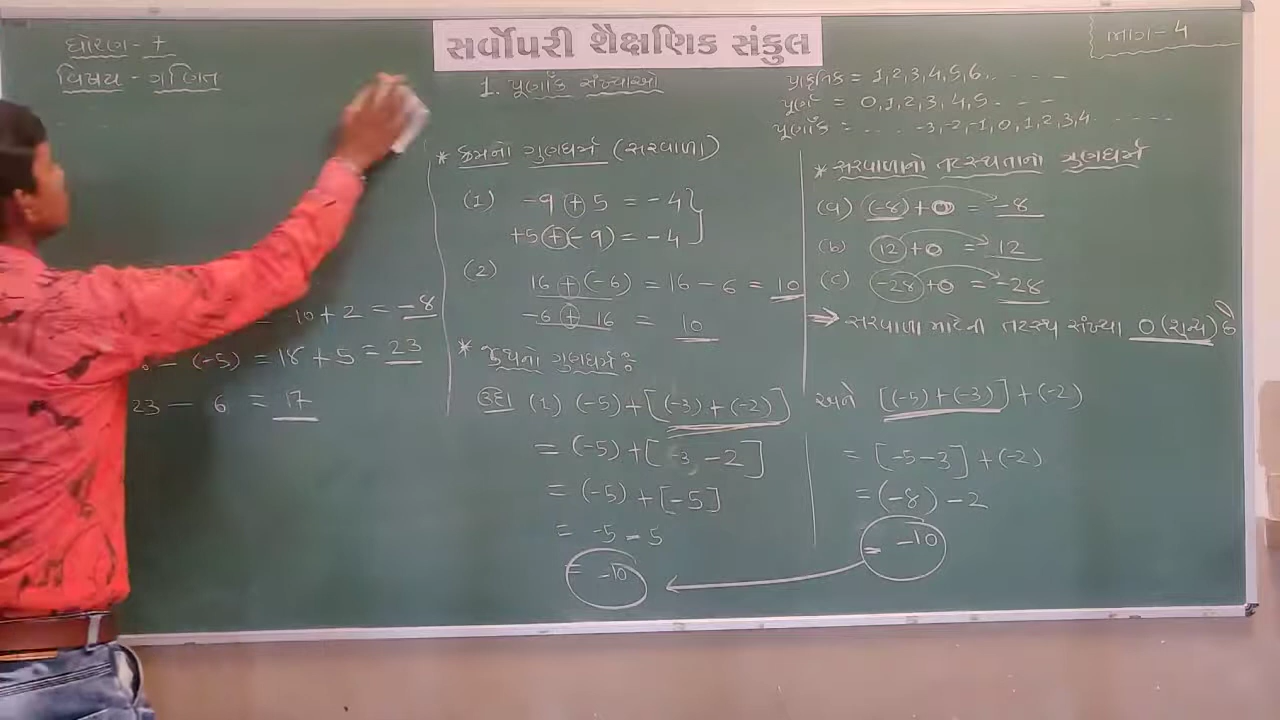 સર્વોપરી શૈક્ષણિક સંકુલ
ધોરણ - 7
વિષય - ગણિત
1. પૂર્ણાંક સંખ્યાઓ
ભાગ - 4
પ્રાકૃતિક = 1,2,3,4,5,6. - - - - -
પૂર્ણ = 0,1,2,3,4,5. - - -
પૂર્ણાંક = . . . . -3,-2,-1,0,1,2,3,4. - - - -
= 10+2 = -8
- (-5) = 18+5 = 23
23 - 6 = 17
* ક્રમનો ગુણધર્મ (સરવાળા)
(1) -9+5 = -4}
+5+(-9) = -4
(2) 16+(-6) = 16-6 = 10
-6+16 = 10
* જુથનો ગુણધર્મ :
ઉદા (1) (-5)+[(-3)+(-2)] અને [(-5)+(-3)]+(-2)
= (-5)+[-3-2]
= (-5)+[-5]
= -5-5
= -10
= [-5-3]+(-2)
= (-8)-2
= -10
* સરવાળાનો તટસ્થતાનો ગુણધર્મ
(a) (-8)+0 = -8
(b) 12+0 = 12
(c) -28+0 = -28
⇒ સરવાળા માટેની તટસ્થ સંખ્યા 0 (શૂન્ય) છે